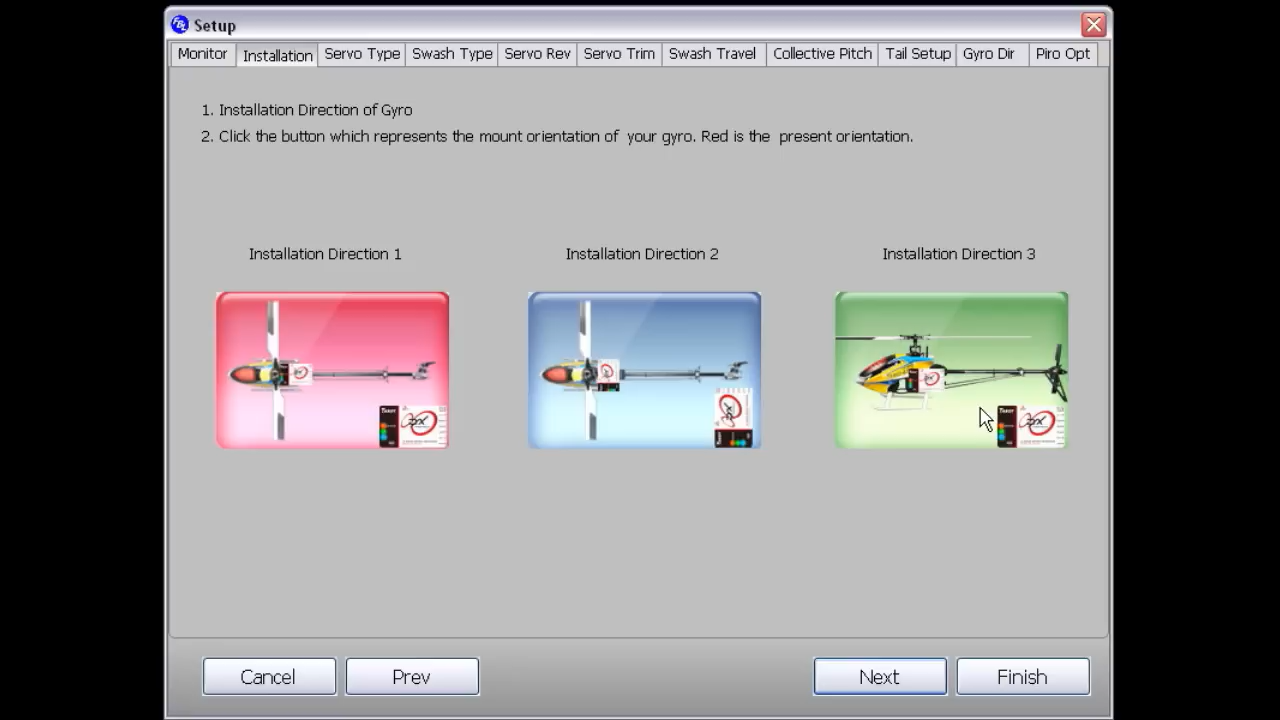 Setup
Monitor Installation Servo Type Swash Type Servo Rev Servo Trim Swash Travel Collective Pitch Tail Setup Gyro Dir Piro Opt
1. Installation Direction of Gyro
2. Click the button which represents the mount orientation of your gyro. Red is the present orientation.
Installation Direction 1 Installation Direction 2 Installation Direction 3
Cancel Prev Next Finish